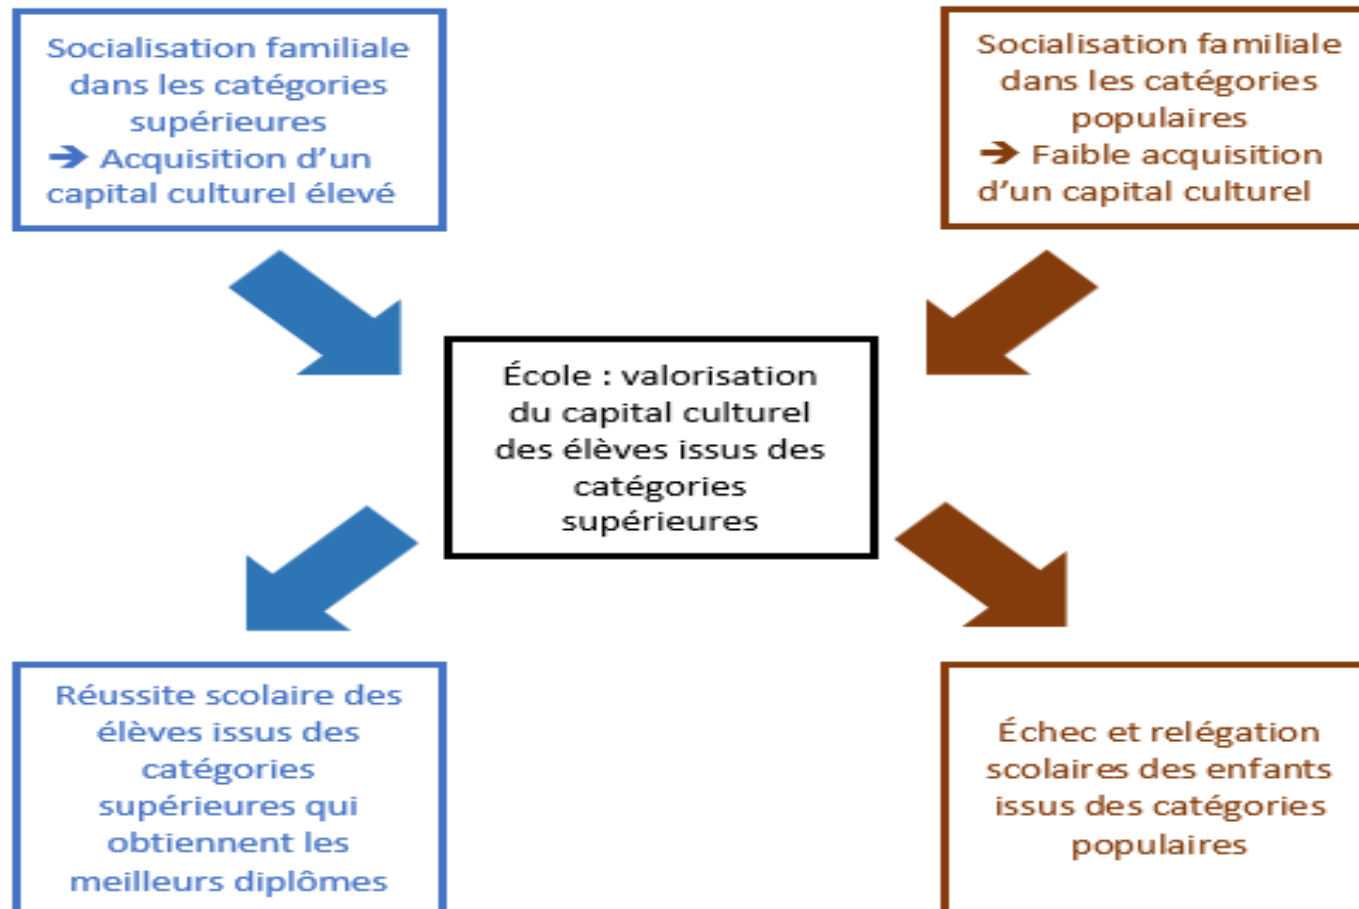 Socialisation familiale
dans les catégories
supérieures
➔ Acquisition d’un
capital culturel élevé
Socialisation familiale
dans les catégories
populaires
➔ Faible acquisition
d’un capital culturel
École : valorisation
du capital culturel
des élèves issus des
catégories
supérieures
Réussite scolaire des
élèves issus des
catégories
supérieures qui
obtiennent les
meilleurs diplômes
Échec et relégation
scolaires des enfants
issus des catégories
populaires